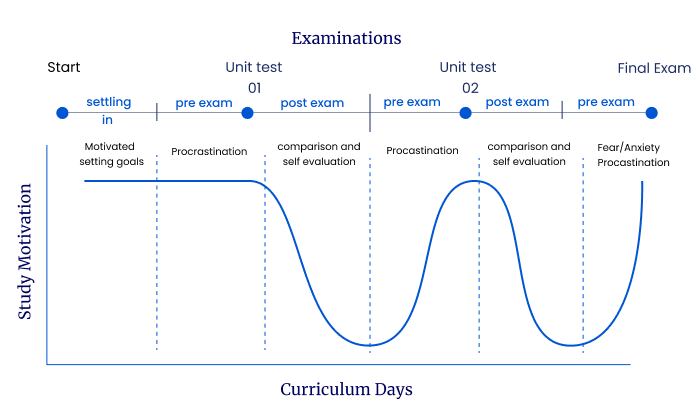 Examinations
Start
Unit test
01
Unit test
02
Final Exam
settling
in
pre exam
post exam
pre exam
post exam
pre exam
Motivated
setting goals
Procrastination
comparison and
self evaluation
Procastination
comparison and
self evaluation
Fear/Anxiety
Procastination
Study Motivation
Curriculum Days